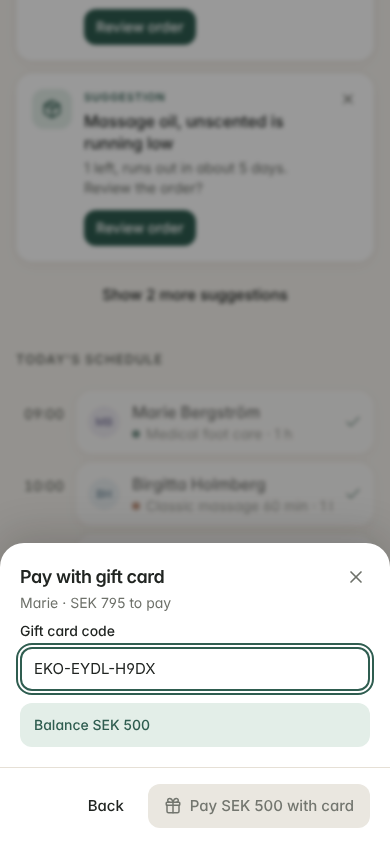 Review order
SUGGESTION
Massage oil, unscented is
running low
1 left, runs out in about 5 days.
Review the order?
Review order
Show 2 more suggestions
TODAY'S SCHEDULE
09:00
MB
Marie Bergström
Medical foot care · 1 h
10:00
BH
Birgitta Holmberg
Classic massage 60 min · 1 t
Pay with gift card
Marie · SEK 795 to pay
Gift card code
EKO-EYDL-H9DX
Balance SEK 500
Back
Pay SEK 500 with card